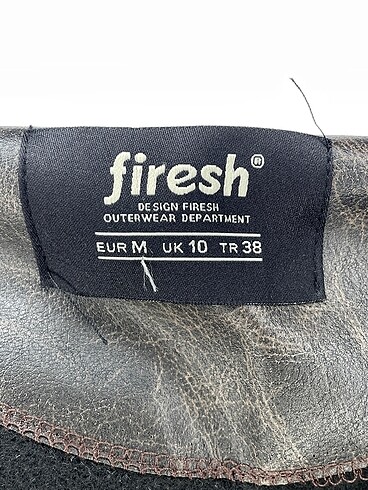 firesh®
DESIGN FIRESH
OUTERWEAR DEPARTMENT
EUR M UK 10 TR 38